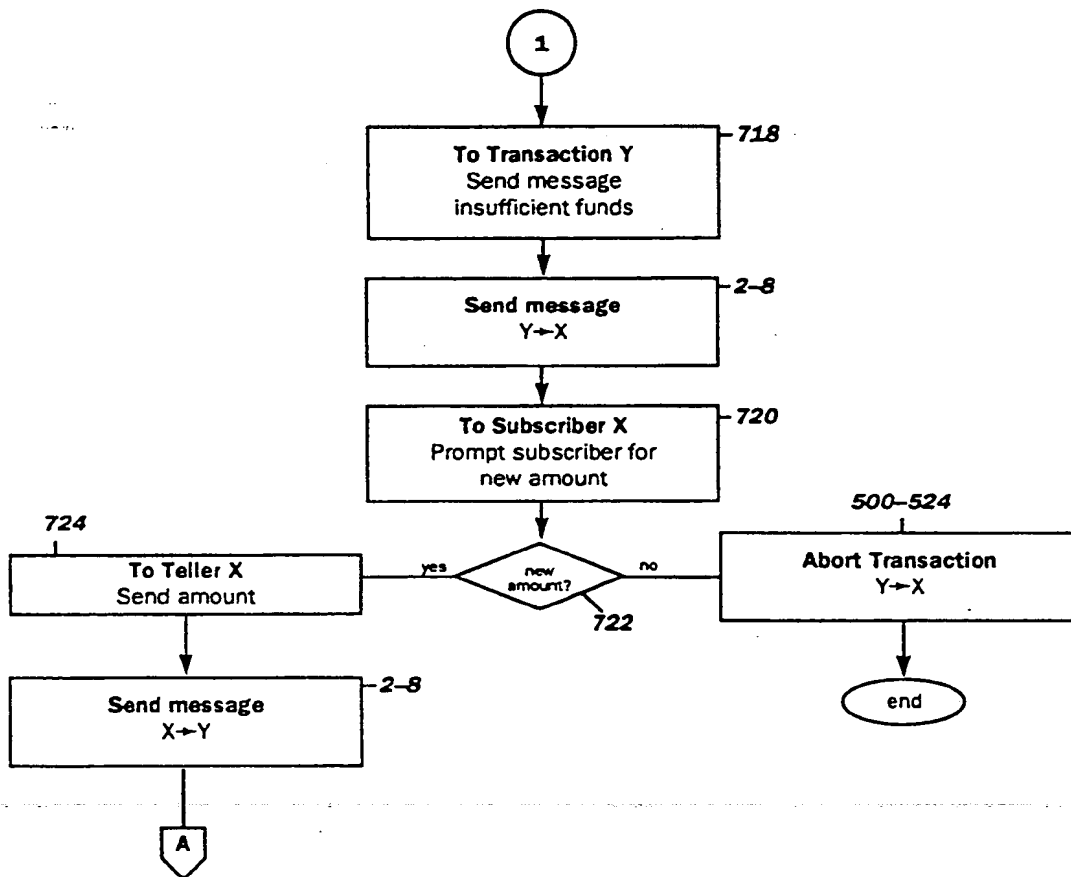 1
718
To Transaction Y
Send message
insufficient funds
2–8
Send message
Y→X
720
To Subscriber X
Prompt subscriber for
new amount
724
To Teller X
Send amount
yes
new
amount?
no
722
500–524
Abort Transaction
Y→X
2–8
Send message
X→Y
end
A